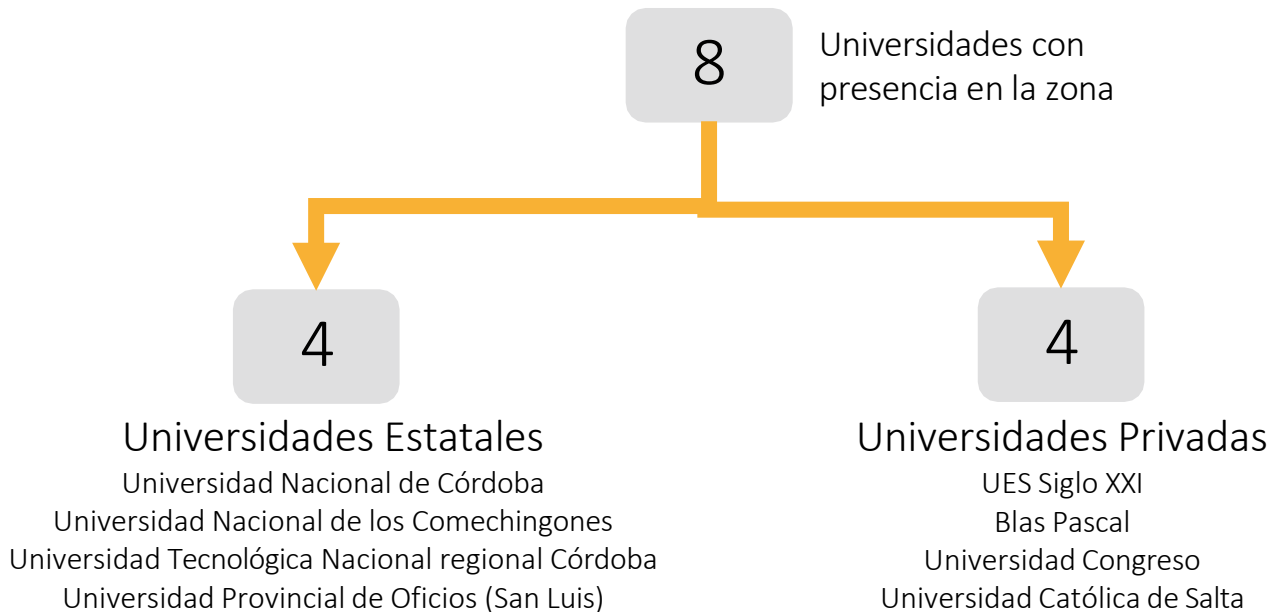 8
Universidades con
presencia en la zona
4
Universidades Estatales
Universidad Nacional de Córdoba
Universidad Nacional de los Comechingones
Universidad Tecnológica Nacional regional Córdoba
Universidad Provincial de Oficios (San Luis)
4
Universidades Privadas
UES Siglo XXI
Blas Pascal
Universidad Congreso
Universidad Católica de Salta